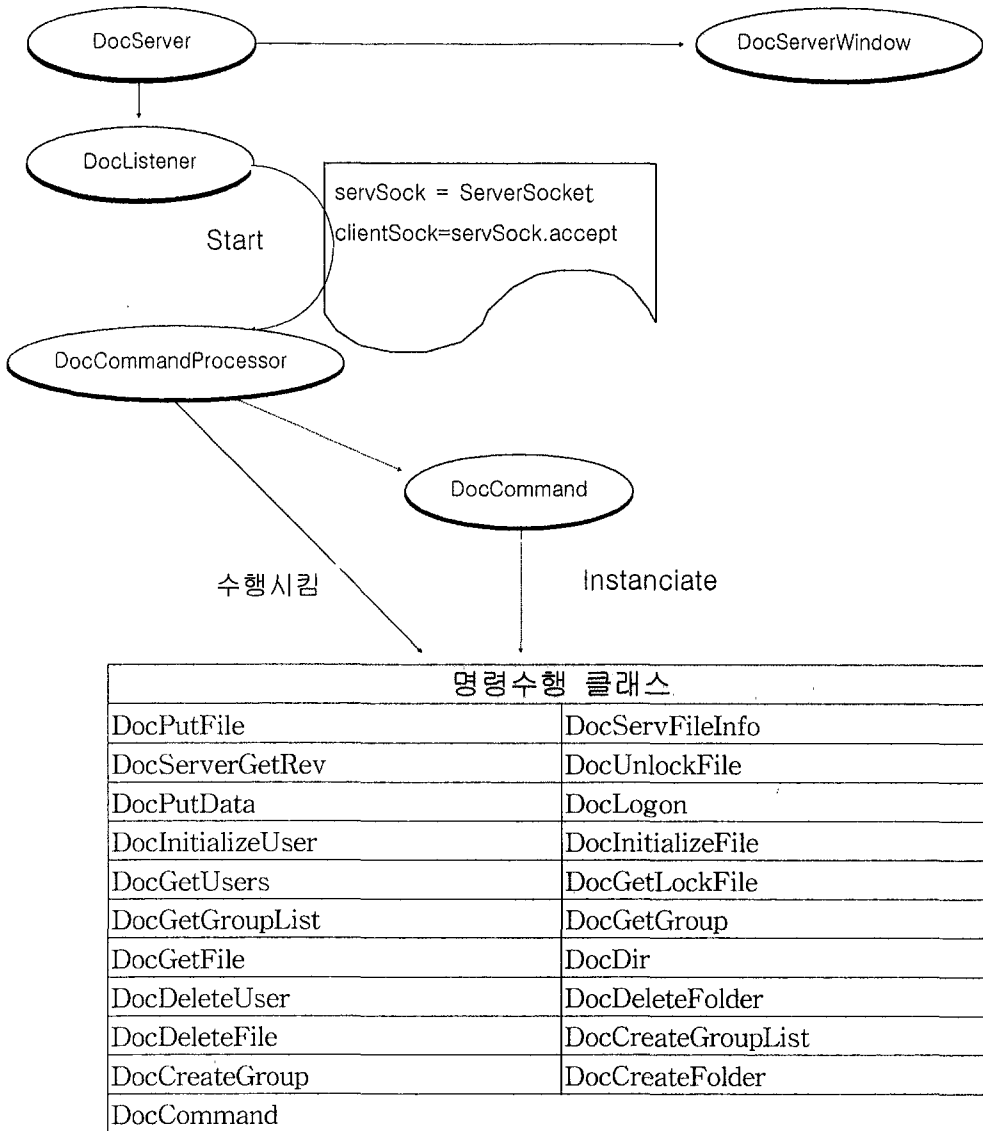 DocServer
DocServerWindow
DocListener
servSock = ServerSocket
clientSock=servSock.accept
Start
DocCommandProcessor
DocCommand
수행시킴
Instanciate
명령수행 클래스
DocPutFile
DocServFileInfo
DocServerGetRev
DocUnlockFile
DocPutData
DocLogon
DocInitializeUser
DocInitializeFile
DocGetUsers
DocGetLockFile
DocGetGroupList
DocGetGroup
DocGetFile
DocDir
DocDeleteUser
DocDeleteFolder
DocDeleteFile
DocCreateGroupList
DocCreateGroup
DocCreateFolder
DocCommand